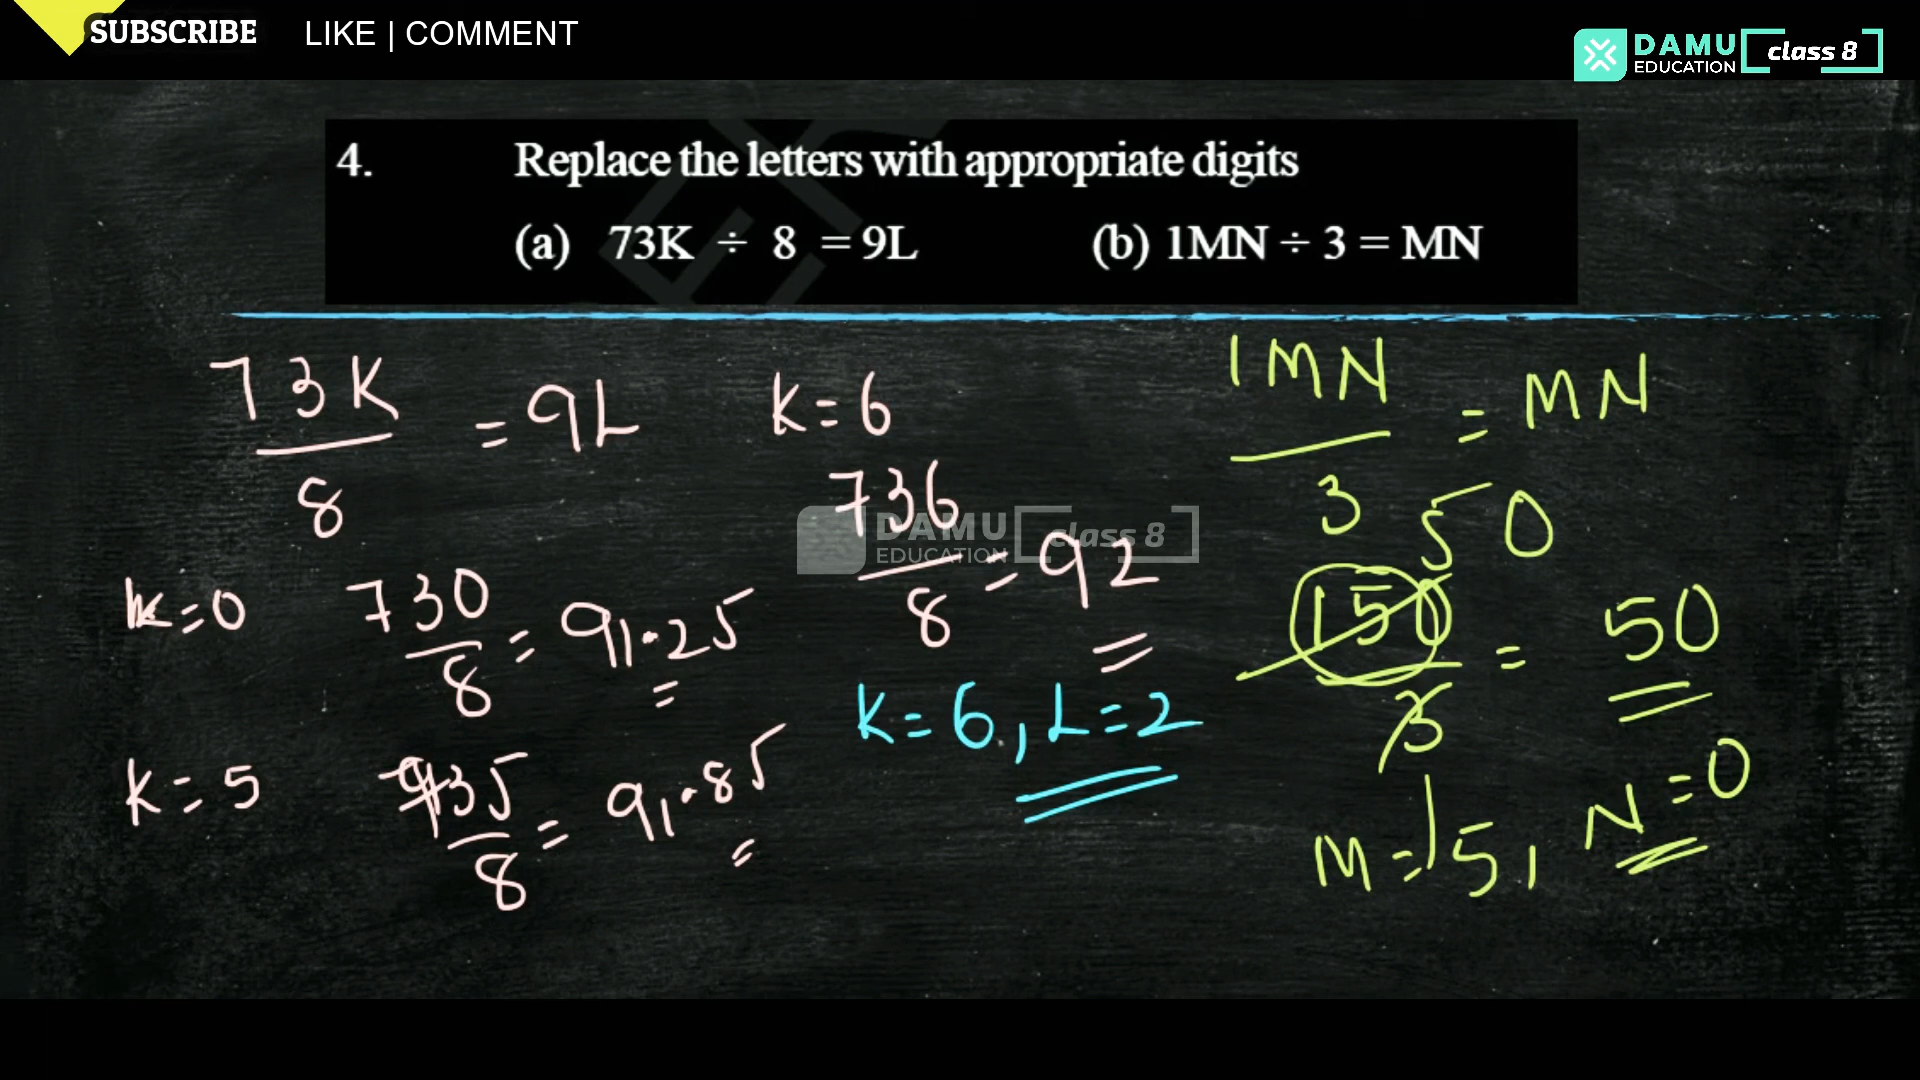 SUBSCRIBE LIKE | COMMENT
DAMU EDUCATION class 8
4. Replace the letters with appropriate digits
(a) 73K ÷ 8 = 9L (b) 1MN ÷ 3 = MN
73K/8 = 9L
K=0 730/8 = 91.25
K=5 735/8 = 91.85
K=6
736/8 = 92
DAMU EDUCATION class 8
K=6, L=2
1MN/3 = MN
50
150/3 = 50
1
M=5, N=0